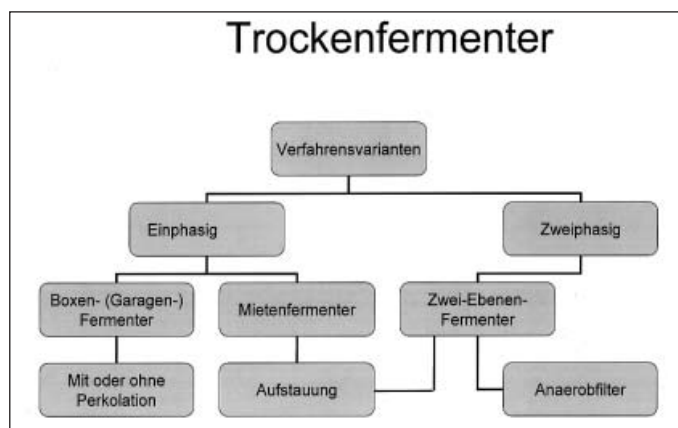 Trockenfermenter
Verfahrensvarianten
Einphasig
Zweiphasig
Boxen- (Garagen-)
Fermenter
Mietenfermenter
Zwei-Ebenen-
Fermenter
Mit oder ohne
Perkolation
Aufstauung
Anaerobfilter